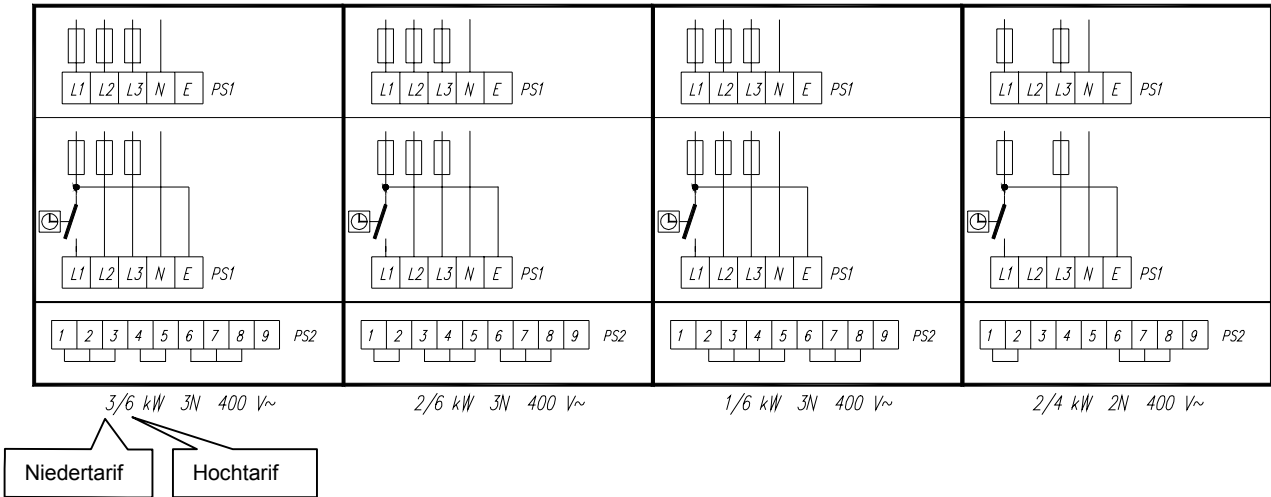 L1 L2 L3 N E PS1
L1 L2 L3 N E PS1
L1 L2 L3 N E PS1
L1 L2 L3 N E PS1
L1 L2 L3 N E PS1
L1 L2 L3 N E PS1
L1 L2 L3 N E PS1
L1 L2 L3 N E PS1
1 2 3 4 5 6 7 8 9 PS2
1 2 3 4 5 6 7 8 9 PS2
1 2 3 4 5 6 7 8 9 PS2
1 2 3 4 5 6 7 8 9 PS2
3/6 kW 3N 400 V~
2/6 kW 3N 400 V~
1/6 kW 3N 400 V~
2/4 kW 2N 400 V~
Niedertarif
Hochtarif